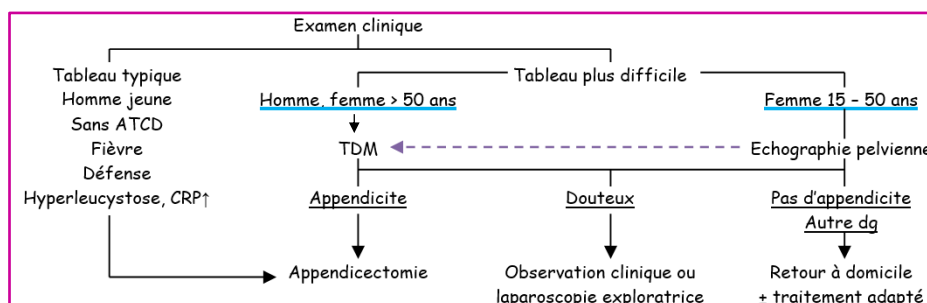 Examen clinique
Tableau typique
Homme jeune
Sans ATCD
Fièvre
Défense
Hyperleucystose, CRP↑
Tableau plus difficile
Homme, femme > 50 ans
Femme 15 – 50 ans
TDM
Echographie pelvienne
Appendicite
Douteux
Pas d'appendicite
Autre dg
Appendicectomie
Observation clinique ou
laparoscopie exploratrice
Retour à domicile
+ traitement adapté